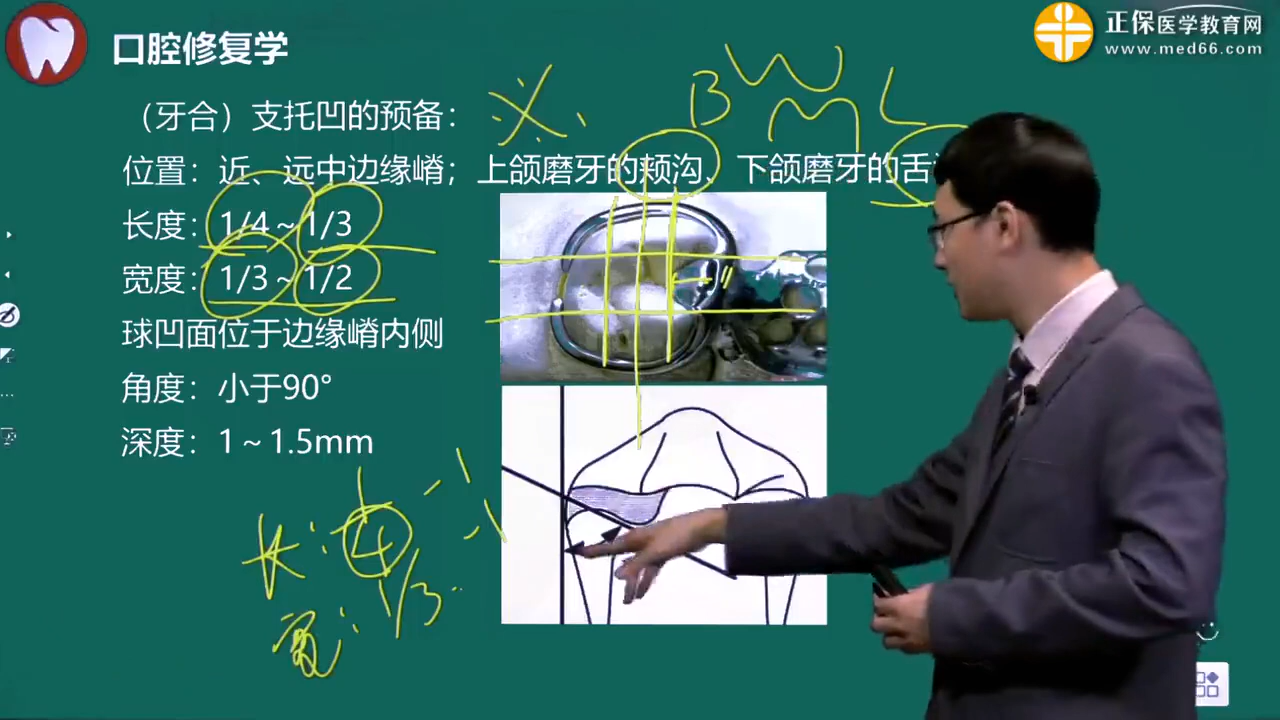 口腔修复学
正保医学教育网
www.med66.com
（牙合）支托凹的预备：
B
M L
位置：近、远中边缘嵴；上颌磨牙的颊沟、下颌磨牙的舌
长度：1/4～1/3
宽度：1/3～1/2
球凹面位于边缘嵴内侧
角度：小于90°
深度：1～1.5mm
长：1/4
宽：1/3